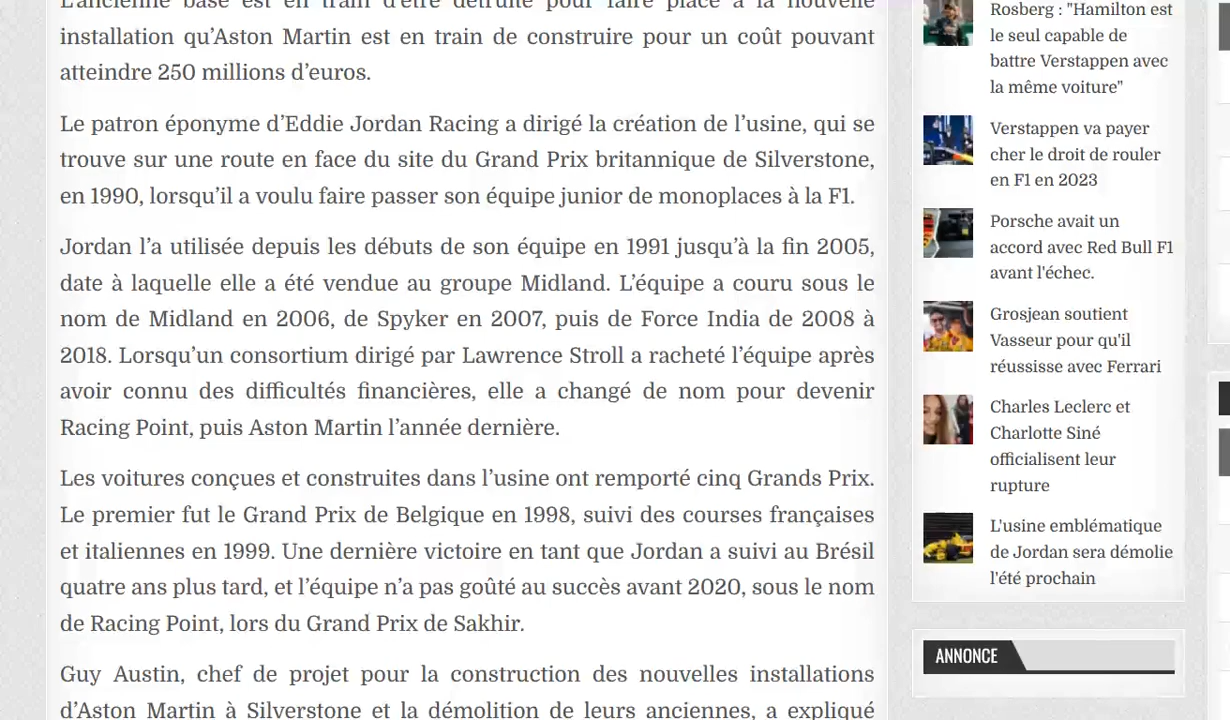 L'ancienne base est en train d'être détruite pour faire place à la nouvelle
installation qu'Aston Martin est en train de construire pour un coût pouvant
atteindre 250 millions d'euros.
Le patron éponyme d'Eddie Jordan Racing a dirigé la création de l'usine, qui se
trouve sur une route en face du site du Grand Prix britannique de Silverstone,
en 1990, lorsqu'il a voulu faire passer son équipe junior de monoplaces à la F1.
Jordan l'a utilisée depuis les débuts de son équipe en 1991 jusqu'à la fin 2005,
date à laquelle elle a été vendue au groupe Midland. L'équipe a couru sous le
nom de Midland en 2006, de Spyker en 2007, puis de Force India de 2008 à
2018. Lorsqu'un consortium dirigé par Lawrence Stroll a racheté l'équipe après
avoir connu des difficultés financières, elle a changé de nom pour devenir
Racing Point, puis Aston Martin l'année dernière.
Les voitures conçues et construites dans l'usine ont remporté cinq Grands Prix.
Le premier fut le Grand Prix de Belgique en 1998, suivi des courses françaises
et italiennes en 1999. Une dernière victoire en tant que Jordan a suivi au Brésil
quatre ans plus tard, et l'équipe n'a pas goûté au succès avant 2020, sous le nom
de Racing Point, lors du Grand Prix de Sakhir.
Guy Austin, chef de projet pour la construction des nouvelles installations
d'Aston Martin à Silverstone et la démolition de leurs anciennes, a expliqué
Rosberg : "Hamilton est
le seul capable de
battre Verstappen avec
la même voiture"
Verstappen va payer
cher le droit de rouler
en F1 en 2023
Porsche avait un
accord avec Red Bull F1
avant l'échec.
Grosjean soutient
Vasseur pour qu'il
réussisse avec Ferrari
Charles Leclerc et
Charlotte Siné
officialisent leur
rupture
L'usine emblématique
de Jordan sera démolie
l'été prochain
ANNONCE